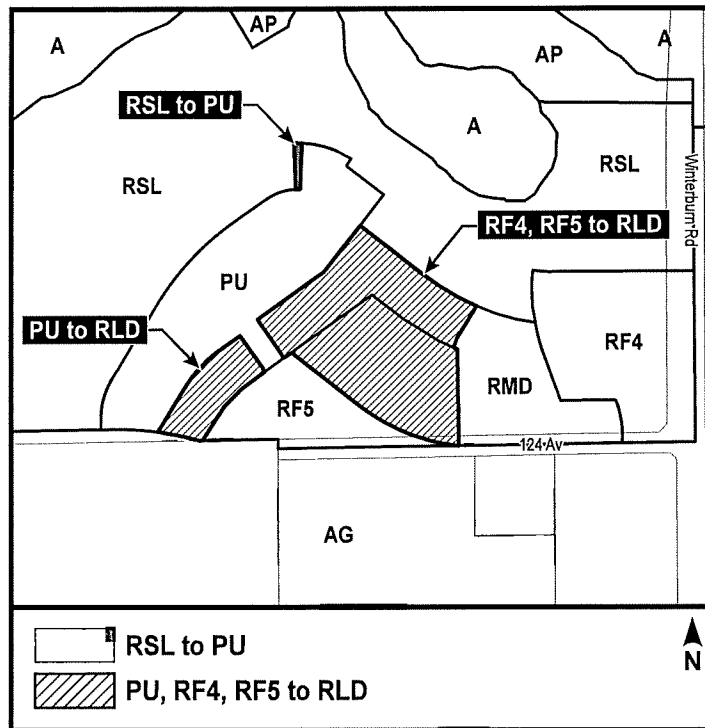 A
AP
A
AP
RSL to PU
A
RSL
RSL
Winterburn Rd
RF4, RF5 to RLD
PU
PU to RLD
RF4
RMD
RF5
124 Av
AG
RSL to PU
N
PU, RF4, RF5 to RLD